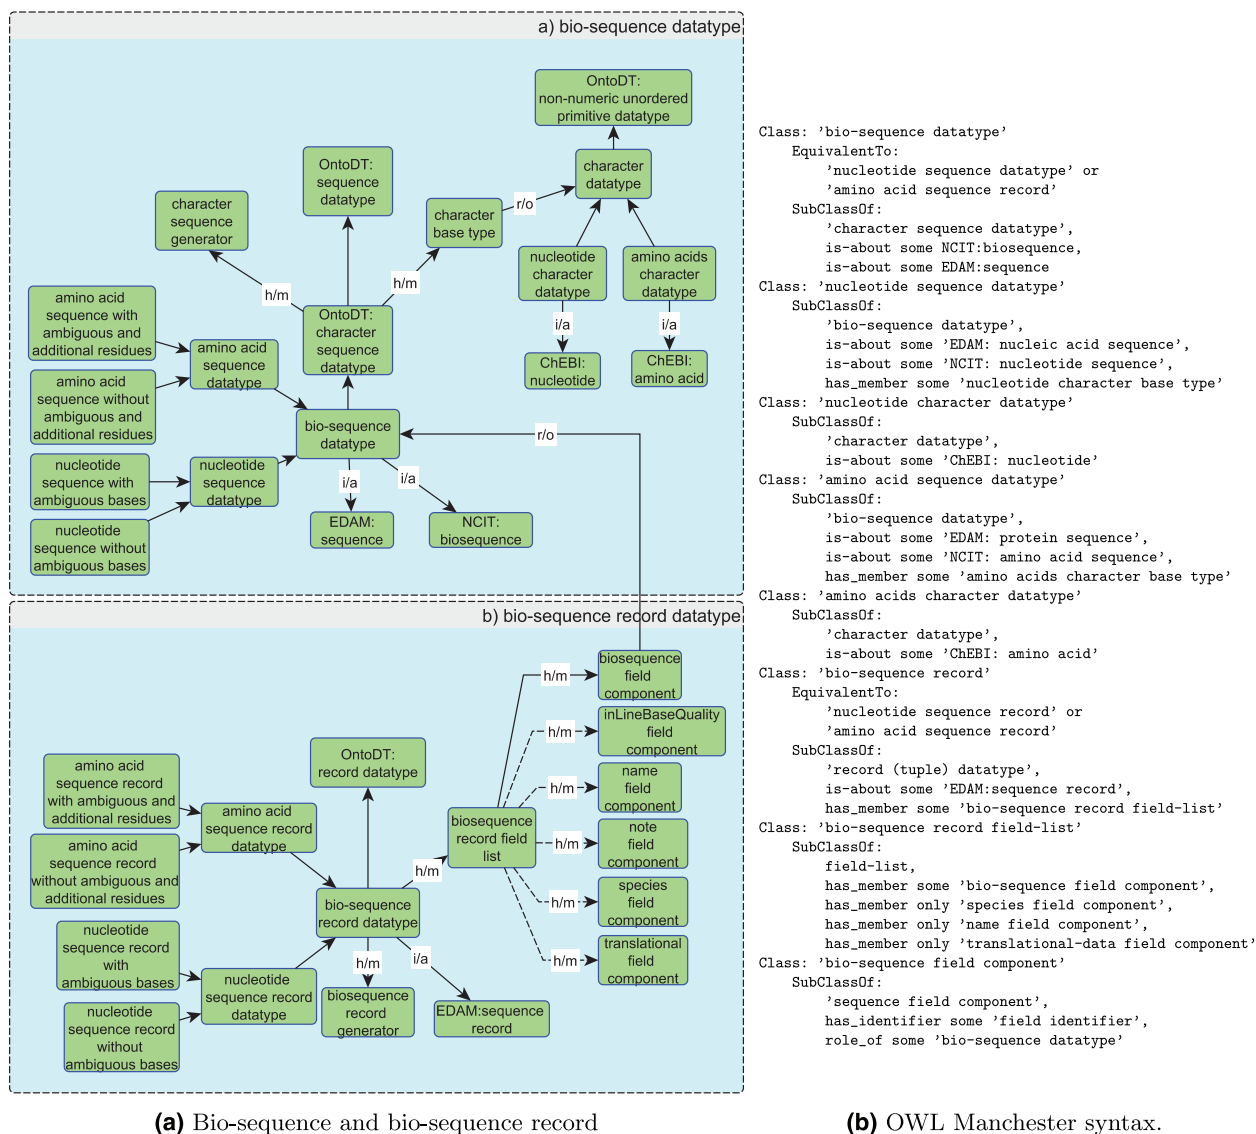 a) bio-sequence datatype
OntoDT:
non-numeric unordered
primitive datatype
OntoDT:
sequence
datatype
character
datatype
character
sequence
generator
character
base type
r/o
nucleotide
character
datatype
amino acids
character
datatype
h/m
h/m
amino acid
sequence with
ambiguous and
additional residues
OntoDT:
character
sequence
datatype
i/a
i/a
amino acid
sequence
datatype
ChEBI:
nucleotide
ChEBI:
amino acid
amino acid
sequence without
ambiguous and
additional residues
bio-sequence
datatype
r/o
nucleotide
sequence with
ambiguous bases
nucleotide
sequence
datatype
i/a
i/a
nucleotide
sequence without
ambiguous bases
EDAM:
sequence
NCIT:
biosequence
b) bio-sequence record datatype
biosequence
field
component
h/m
inLineBaseQuality
field
component
h/m
OntoDT:
record datatype
name
field
component
h/m
amino acid
sequence record
with ambiguous and
additional residues
amino acid
sequence record
datatype
biosequence
record field
list
note
field
component
h/m
amino acid
sequence record
without ambiguous and
additional residues
h/m
bio-sequence
record datatype
species
field
component
h/m
nucleotide
sequence record
with
ambiguous bases
h/m
i/a
translational
field
component
h/m
nucleotide
sequence record
datatype
biosequence
record
generator
EDAM:sequence
record
nucleotide
sequence record
without
ambiguous bases
(a) Bio-sequence and bio-sequence record
Class: ’bio-sequence datatype’
EquivalentTo:
’nucleotide sequence datatype’ or
’amino acid sequence record’
SubClassOf:
’character sequence datatype’,
is-about some NCIT:biosequence,
is-about some EDAM:sequence
Class: ’nucleotide sequence datatype’
SubClassOf:
’bio-sequence datatype’,
is-about some ’EDAM: nucleic acid sequence’,
is-about some ’NCIT: nucleotide sequence’,
has_member some ’nucleotide character base type’
Class: ’nucleotide character datatype’
SubClassOf:
’character datatype’,
is-about some ’ChEBI: nucleotide’
Class: ’amino acid sequence datatype’
SubClassOf:
’bio-sequence datatype’,
is-about some ’EDAM: protein sequence’,
is-about some ’NCIT: amino acid sequence’,
has_member some ’amino acids character base type’
Class: ’amino acids character datatype’
SubClassOf:
’character datatype’,
is-about some ’ChEBI: amino acid’
Class: ’bio-sequence record’
EquivalentTo:
’nucleotide sequence record’ or
’amino acid sequence record’
SubClassOf:
’record (tuple) datatype’,
is-about some ’EDAM:sequence record’,
has_member some ’bio-sequence record field-list’
Class: ’bio-sequence record field-list’
SubClassOf:
field-list,
has_member some ’bio-sequence field component’,
has_member only ’species field component’,
has_member only ’name field component’,
has_member only ’translational-data field component’
Class: ’bio-sequence field component’
SubClassOf:
’sequence field component’,
has_identifier some ’field identifier’,
role_of some ’bio-sequence datatype’
(b) OWL Manchester syntax.